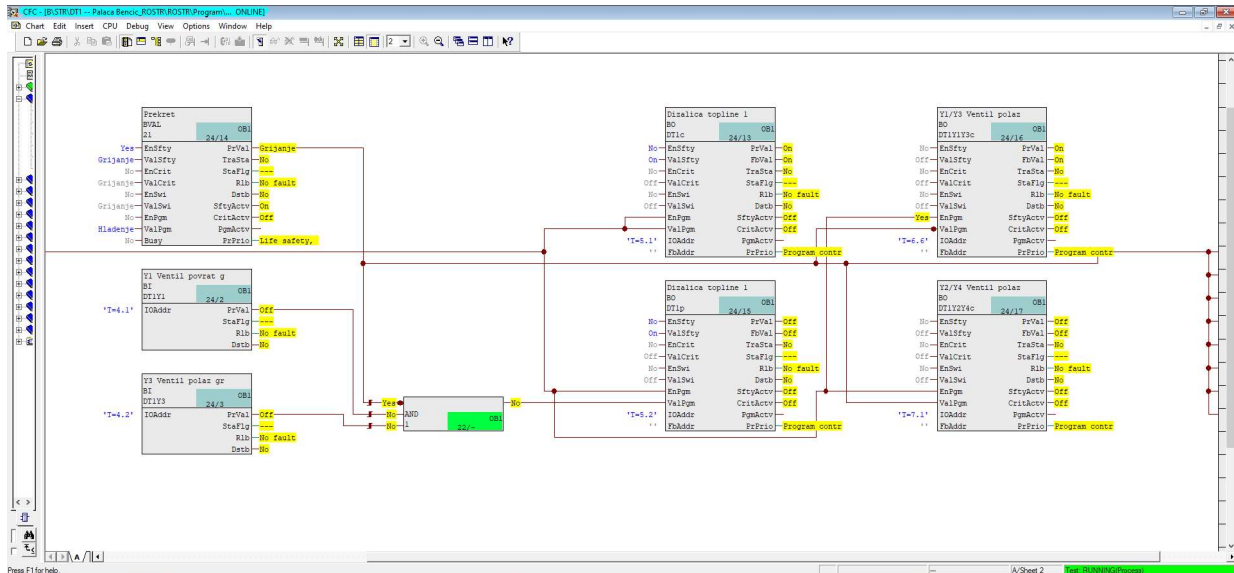 CFC - [B\STR\DT1 -- Palaca Bencic_ROSTR\ROSTR\Program\... ONLINE]
Chart Edit Insert CPU Debug View Options Window Help
2
Prekret
BVAL
21
OB1
24/14
Yes EnSfty PrVal Grijanje
Grijanje ValSfty TraSta No
No EnCrit StaFlg ---
Grijanje ValCrit Rlb No fault
No EnSwi Dstb No
Grijanje ValSwi SftyActv On
No EnPgm CritActv Off
Hladenje ValPgm PgmActv
No Busy PrPrio Life safety,
Y1 Ventil povrat g
BI
DT1Y1
OB1
24/2
'T=4.1' IOAddr PrVal Off
StaFlg ---
Rlb No fault
Dstb No
Y3 Ventil polaz gr
BI
DT1Y3
OB1
24/3
'T=4.2' IOAddr PrVal Off
StaFlg ---
Rlb No fault
Dstb No
Yes
No AND
No 1
OB1
22/-
No
Dizalica topline 1
BO
DT1c
OB1
24/13
No EnSfty PrVal On
On ValSfty FbVal On
No EnCrit TraSta No
Off ValCrit StaFlg ---
No EnSwi Rlb No fault
Off ValSwi Dstb No
EnPgm SftyActv Off
ValPgm CritActv Off
'T=5.1' IOAddr PgmActv
'' FbAddr PrPrio Program contr
Dizalica topline 1
BO
DT1p
OB1
24/15
No EnSfty PrVal Off
On ValSfty FbVal Off
No EnCrit TraSta No
Off ValCrit StaFlg ---
No EnSwi Rlb No fault
Off ValSwi Dstb No
EnPgm SftyActv Off
ValPgm CritActv Off
'T=5.2' IOAddr PgmActv
'' FbAddr PrPrio Program contr
Y1/Y3 Ventil polaz
BO
DT1Y1Y3c
OB1
24/16
No EnSfty PrVal On
Off ValSfty FbVal On
No EnCrit TraSta No
Off ValCrit StaFlg ---
No EnSwi Rlb No fault
Off ValSwi Dstb No
Yes EnPgm SftyActv Off
ValPgm CritActv Off
'T=6.6' IOAddr PgmActv
'' FbAddr PrPrio Program contr
Y2/Y4 Ventil polaz
BO
DT1Y2Y4c
OB1
24/17
No EnSfty PrVal Off
Off ValSfty FbVal Off
No EnCrit TraSta No
Off ValCrit StaFlg ---
No EnSwi Rlb No fault
Off ValSwi Dstb No
EnPgm SftyActv Off
ValPgm CritActv Off
'T=7.1' IOAddr PgmActv
'' FbAddr PrPrio Program contr
A
Press F1 for help.
A/Sheet 2
Test: RUNNING(Process)